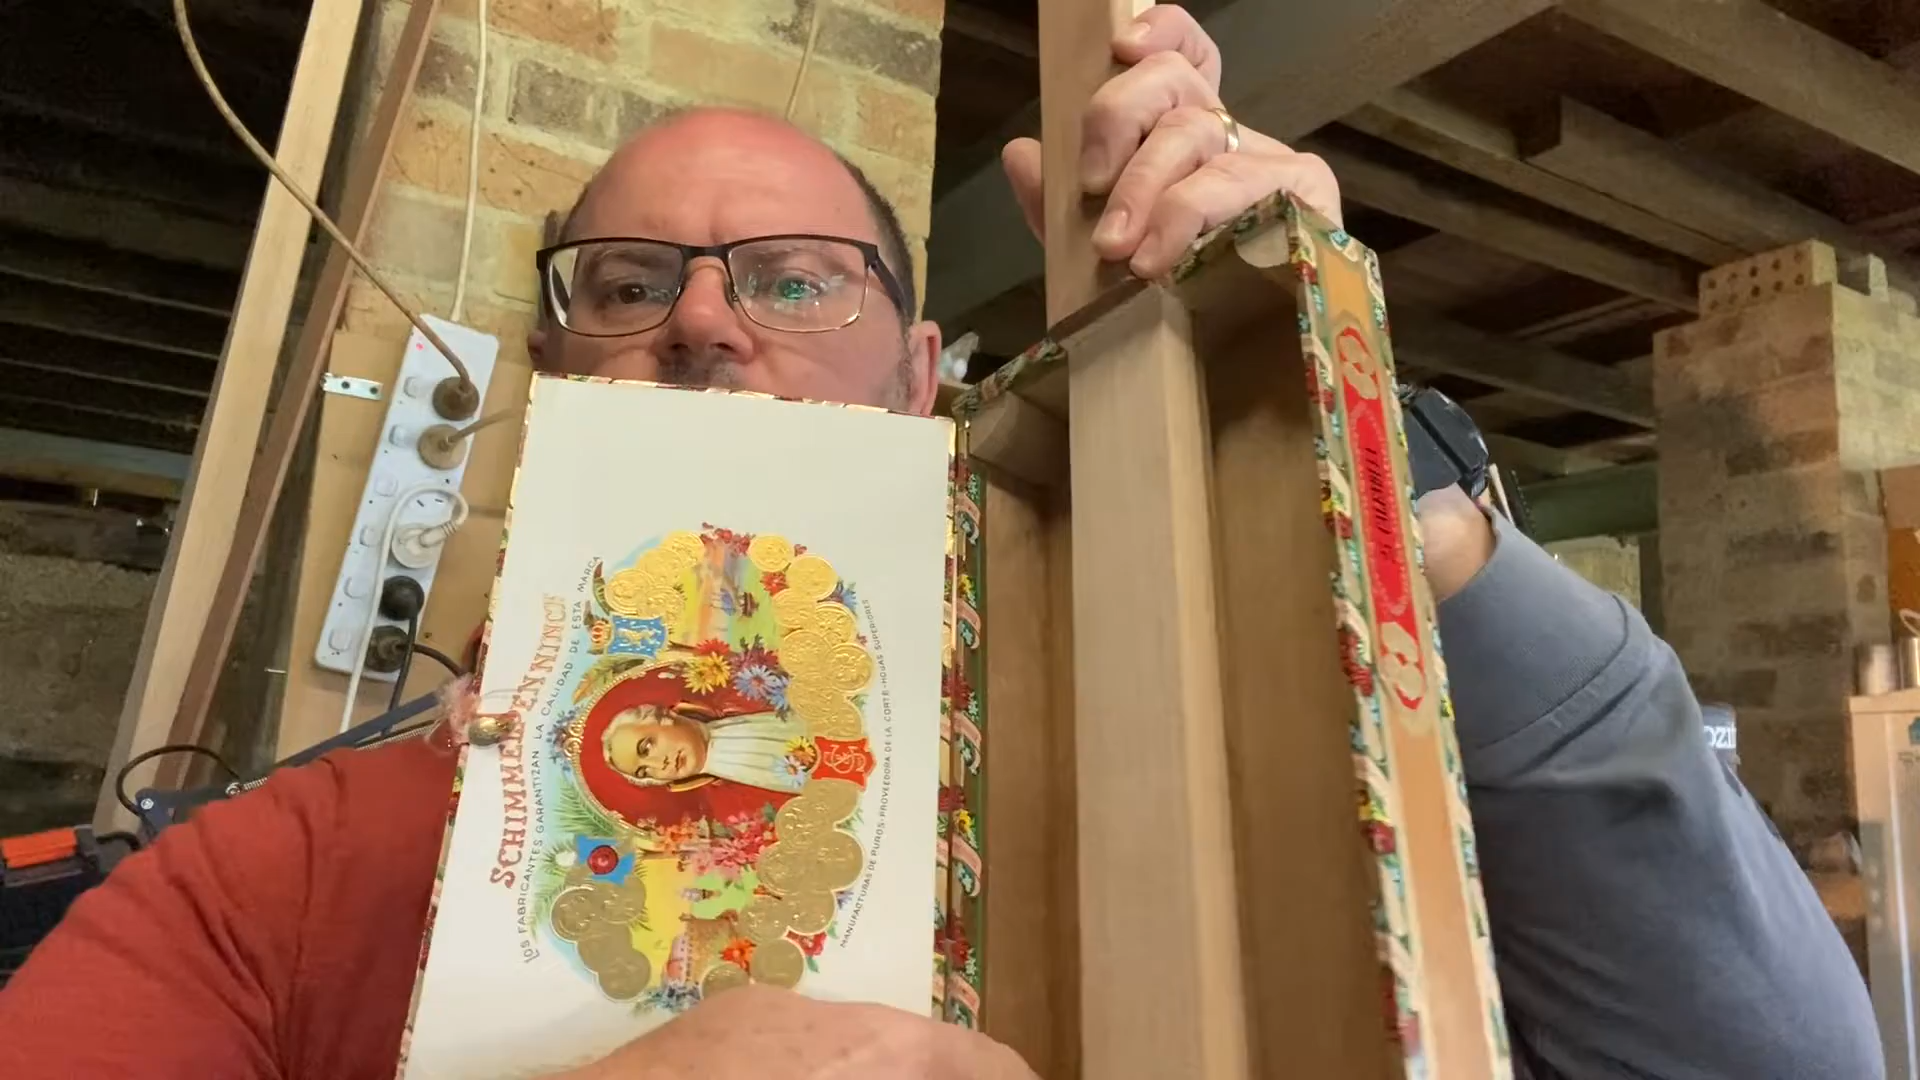 SCHIMMELPENNINCK
LOS FABRICANTES GARANTIZAN LA CALIDAD DE ESTA MARCA
MANUFACTURAS DE PUROS-PROVEEDORA DE LA CORTE-HOJAS SUPERIORES